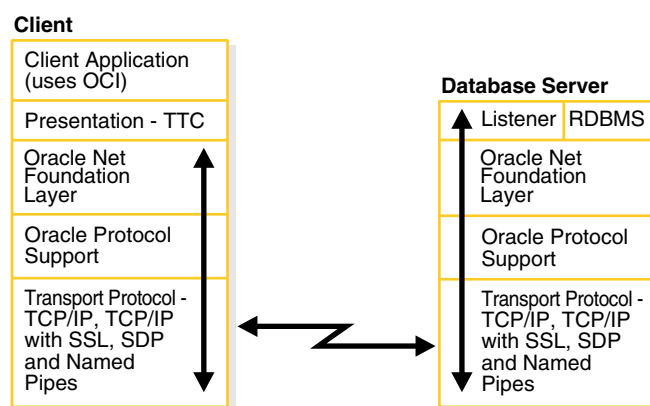 Client
Client Application
(uses OCI)
Presentation - TTC
Oracle Net
Foundation
Layer
Oracle Protocol
Support
Transport Protocol -
TCP/IP, TCP/IP
with SSL, SDP
and Named
Pipes
Database Server
Listener
RDBMS
Oracle Net
Foundation
Layer
Oracle Protocol
Support
Transport Protocol -
TCP/IP, TCP/IP
with SSL, SDP
and Named
Pipes